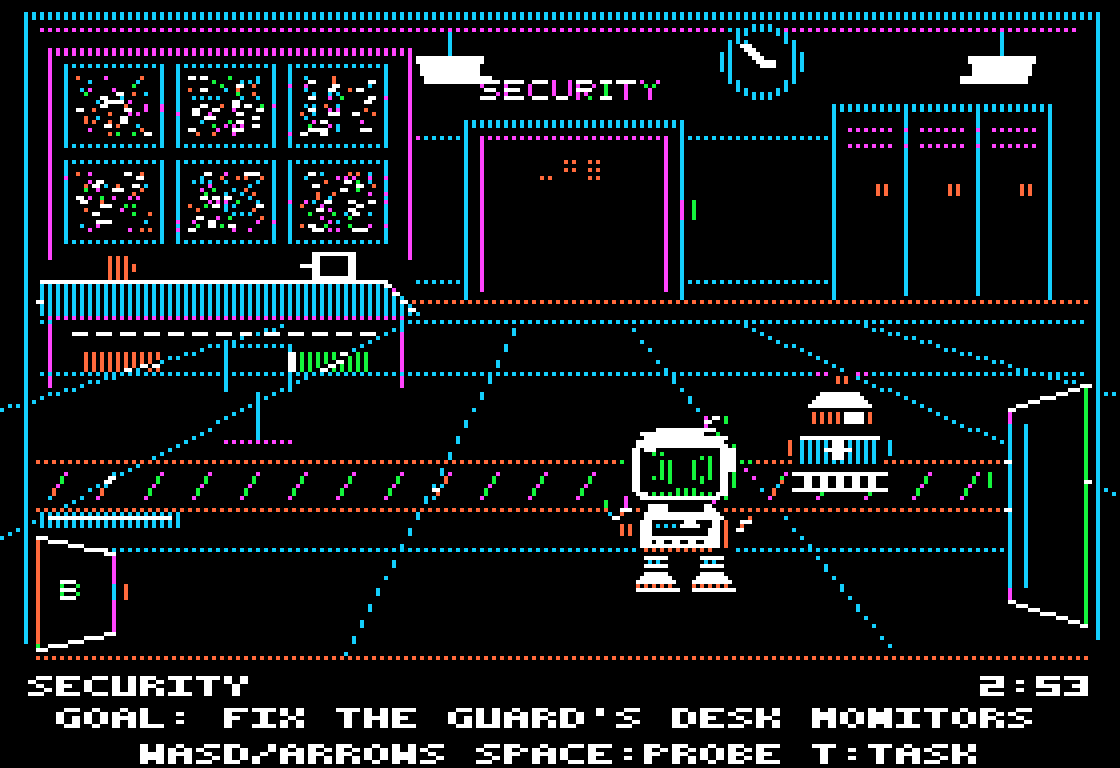 SECURITY
B
SECURITY 2:53
GOAL: FIX THE GUARD'S DESK MONITORS
WASD/ARROWS SPACE:PROBE T:TASK